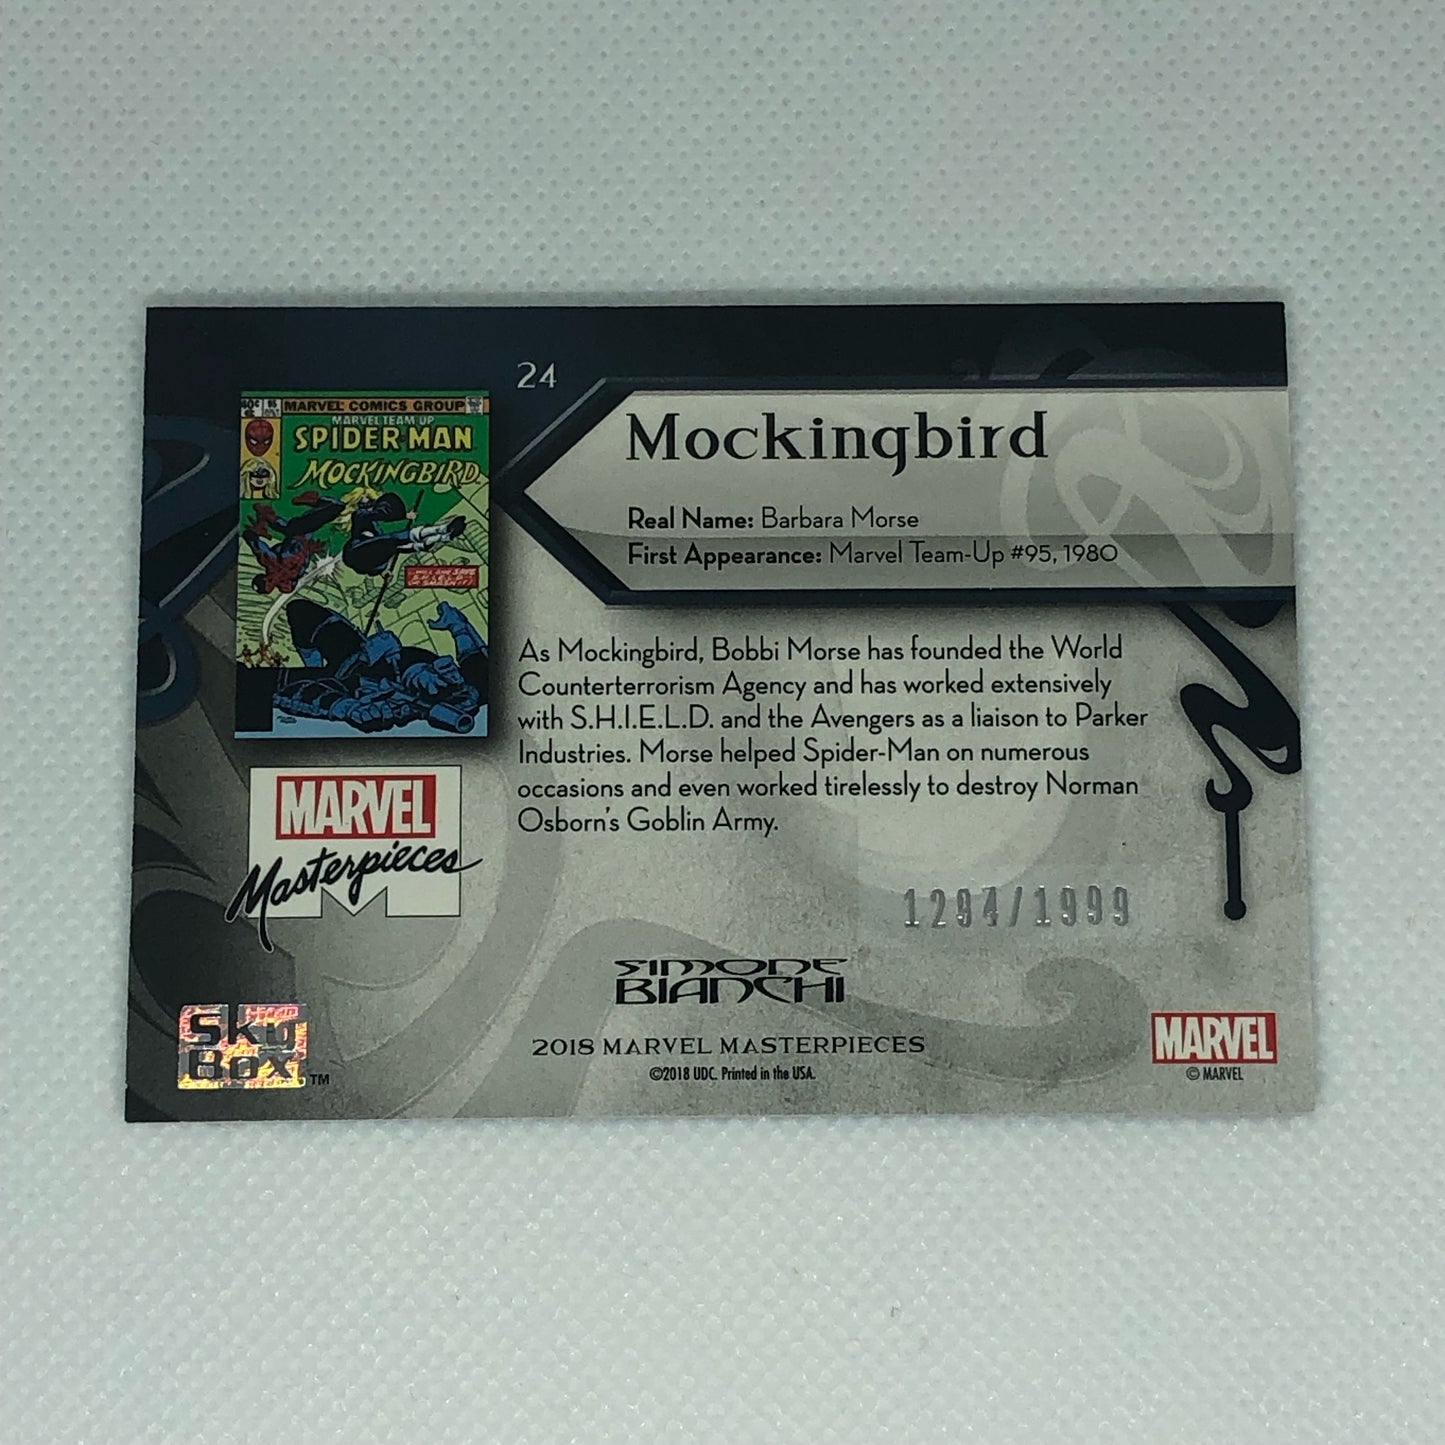 24
MARVEL COMICS GROUP
MARVEL TEAM UP
SPIDER-MAN
MOCKINGBIRD
Mockingbird
Real Name: Barbara Morse
First Appearance: Marvel Team-Up #95, 1980
As Mockingbird, Bobbi Morse has founded the World
Counterterrorism Agency and has worked extensively
with S.H.I.E.L.D. and the Avengers as a liaison to Parker
Industries. Morse helped Spider-Man on numerous
occasions and even worked tirelessly to destroy Norman
Osborn's Goblin Army.
MARVEL
Masterpieces
1294/1999
SIMONE
BIANCHI
2018 MARVEL MASTERPIECES
©2018 UDC. Printed in the USA.
SkyBox TM
MARVEL
© MARVEL